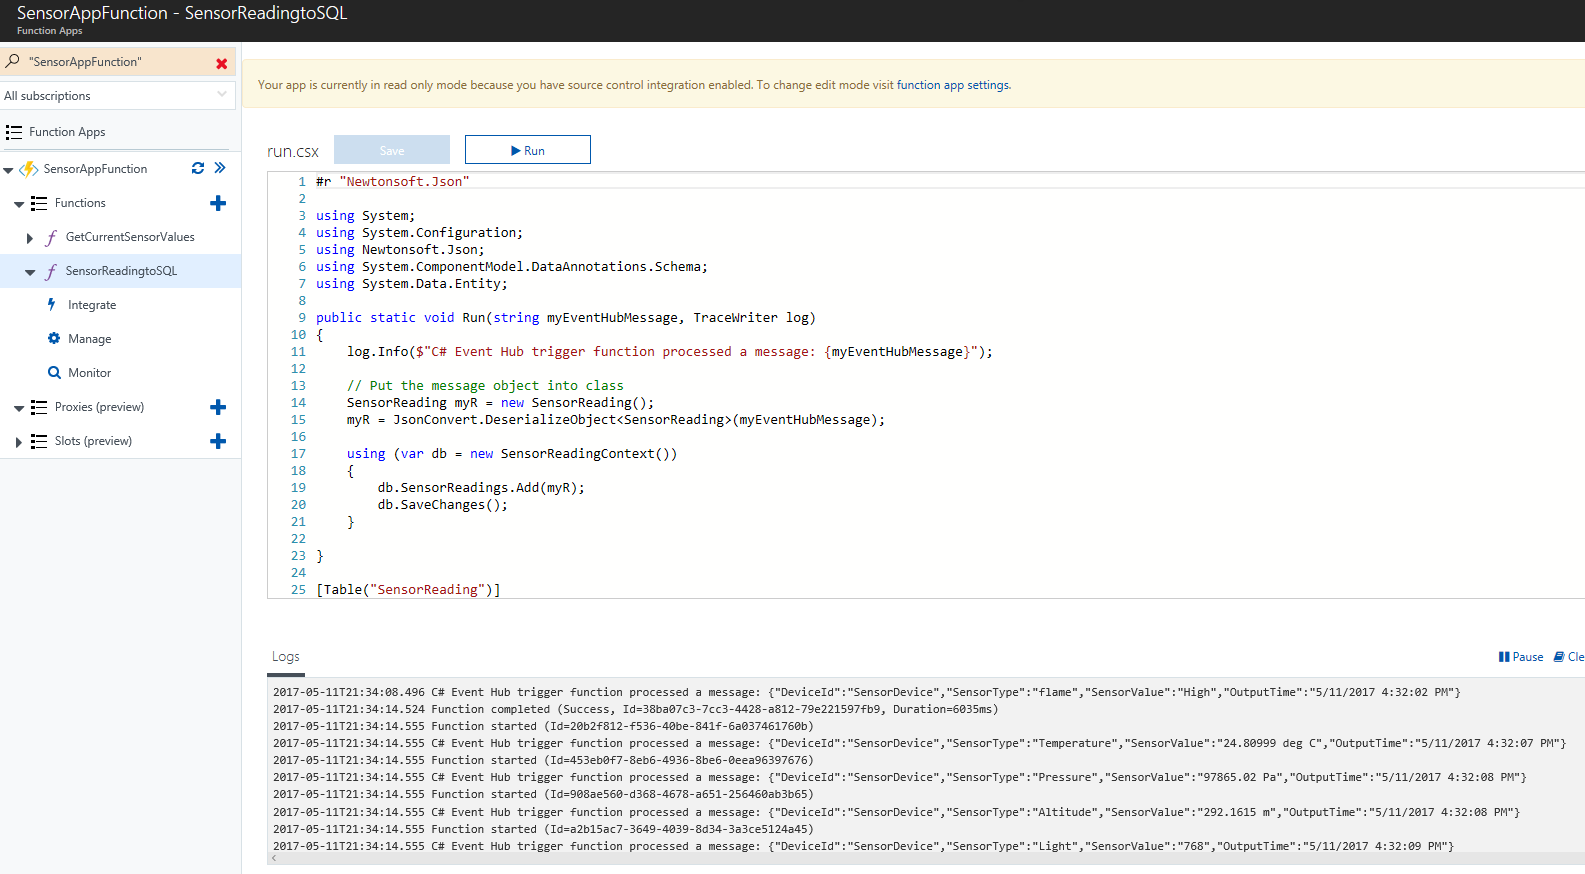 SensorAppFunction - SensorReadingtoSQL
Function Apps
"SensorAppFunction"
All subscriptions
Function Apps
SensorAppFunction
Functions
GetCurrentSensorValues
SensorReadingtoSQL
Integrate
Manage
Monitor
Proxies (preview)
Slots (preview)
Your app is currently in read only mode because you have source control integration enabled. To change edit mode visit function app settings.
run.csx Save Run
1 #r "Newtonsoft.Json"
2
3 using System;
4 using System.Configuration;
5 using Newtonsoft.Json;
6 using System.ComponentModel.DataAnnotations.Schema;
7 using System.Data.Entity;
8
9 public static void Run(string myEventHubMessage, TraceWriter log)
10 {
11 log.Info($"C# Event Hub trigger function processed a message: {myEventHubMessage}");
12
13 // Put the message object into class
14 SensorReading myR = new SensorReading();
15 myR = JsonConvert.DeserializeObject<SensorReading>(myEventHubMessage);
16
17 using (var db = new SensorReadingContext())
18 {
19 db.SensorReadings.Add(myR);
20 db.SaveChanges();
21 }
22
23 }
24
25 [Table("SensorReading")]
Logs Pause Cle
2017-05-11T21:34:08.496 C# Event Hub trigger function processed a message: {"DeviceId":"SensorDevice","SensorType":"flame","SensorValue":"High","OutputTime":"5/11/2017 4:32:02 PM"}
2017-05-11T21:34:14.524 Function completed (Success, Id=38ba07c3-7cc3-4428-a812-79e221597fb9, Duration=6035ms)
2017-05-11T21:34:14.555 Function started (Id=20b2f812-f536-40be-841f-6a037461760b)
2017-05-11T21:34:14.555 C# Event Hub trigger function processed a message: {"DeviceId":"SensorDevice","SensorType":"Temperature","SensorValue":"24.80999 deg C","OutputTime":"5/11/2017 4:32:07 PM"}
2017-05-11T21:34:14.555 Function started (Id=453eb0f7-8eb6-4936-8be6-0eea96397676)
2017-05-11T21:34:14.555 C# Event Hub trigger function processed a message: {"DeviceId":"SensorDevice","SensorType":"Pressure","SensorValue":"97865.02 Pa","OutputTime":"5/11/2017 4:32:08 PM"}
2017-05-11T21:34:14.555 Function started (Id=908ae560-d368-4678-a651-256460ab3b65)
2017-05-11T21:34:14.555 C# Event Hub trigger function processed a message: {"DeviceId":"SensorDevice","SensorType":"Altitude","SensorValue":"292.1615 m","OutputTime":"5/11/2017 4:32:08 PM"}
2017-05-11T21:34:14.555 Function started (Id=a2b15ac7-3649-4039-8d34-3a3ce5124a45)
2017-05-11T21:34:14.555 C# Event Hub trigger function processed a message: {"DeviceId":"SensorDevice","SensorType":"Light","SensorValue":"768","OutputTime":"5/11/2017 4:32:09 PM"}